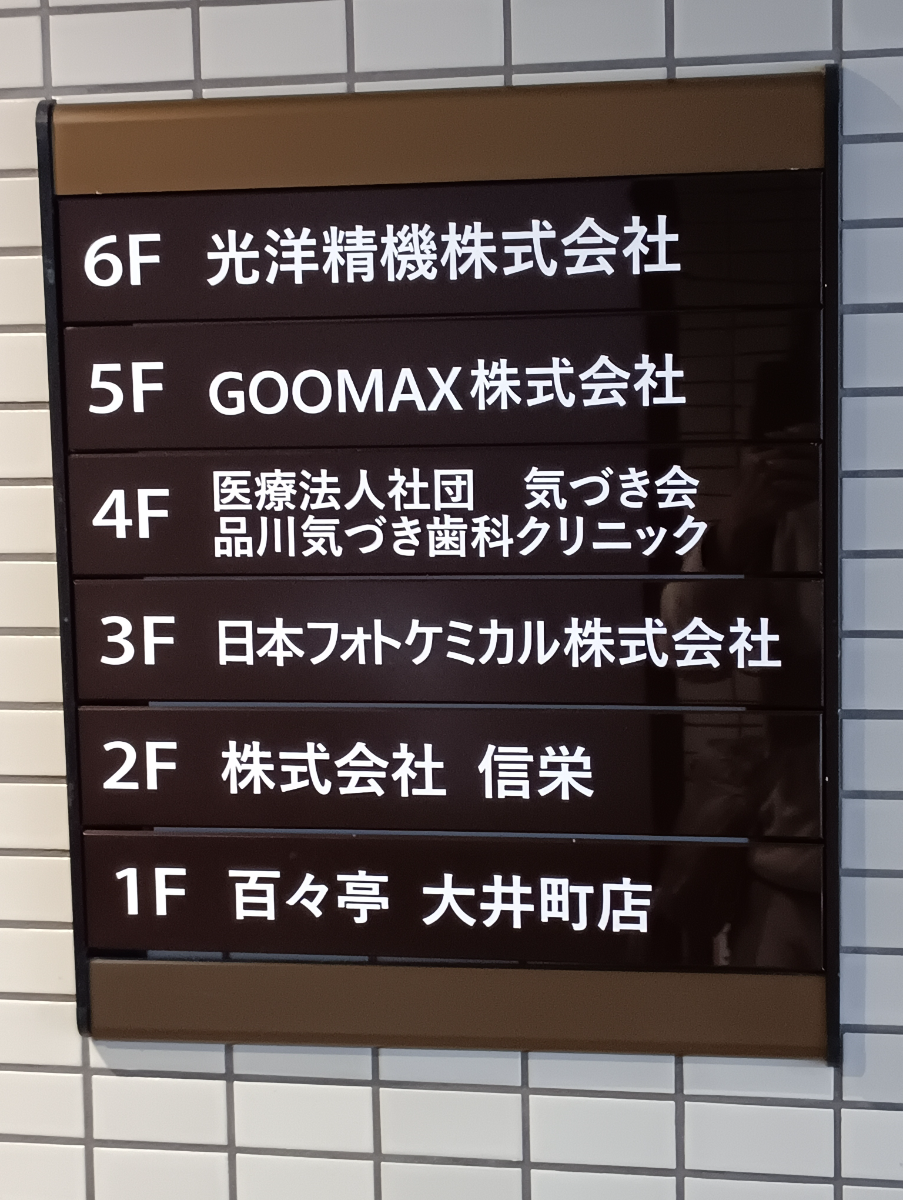 6F 光洋精機株式会社
5F GOOMAX株式会社
4F 医療法人社団　気づき会
品川気づき歯科クリニック
3F 日本フォトケミカル株式会社
2F 株式会社 信栄
1F 百々亭 大井町店